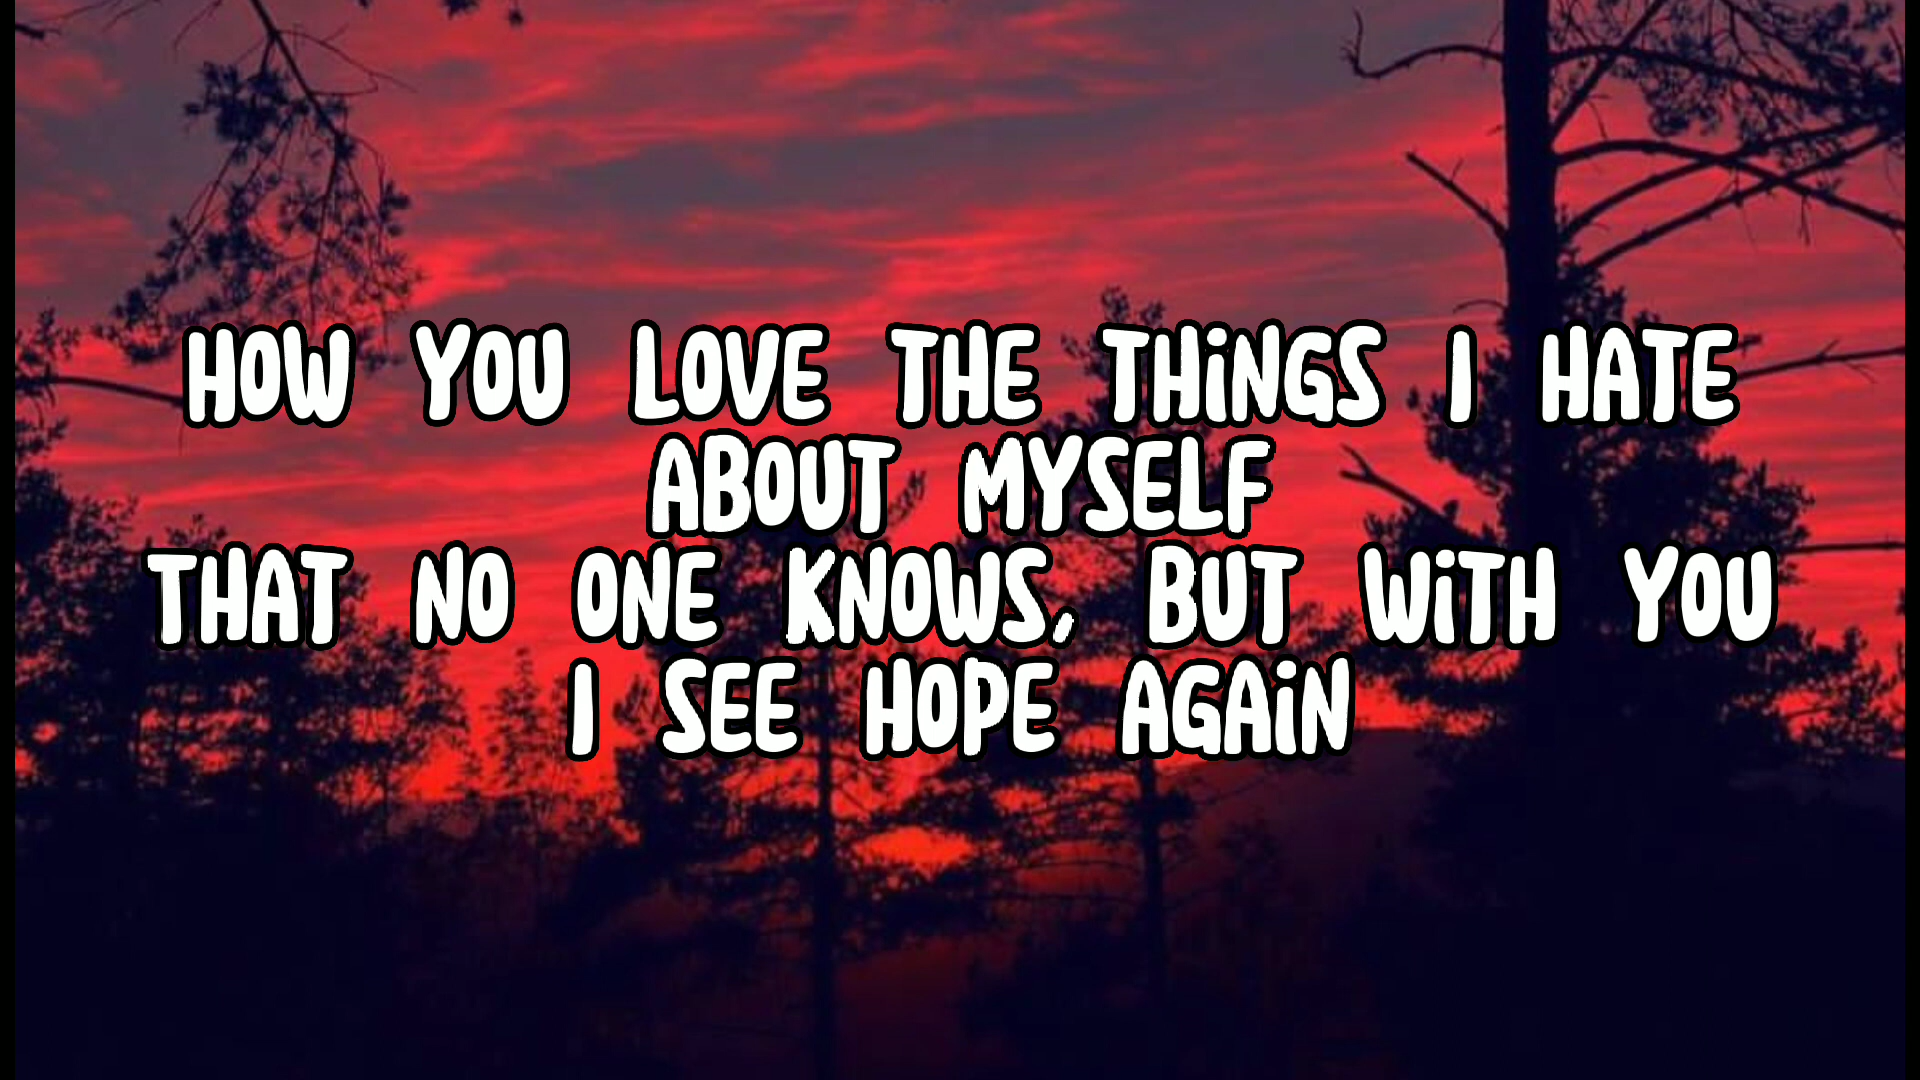 HOW YOU LOVE THE THiNGS I HATE
ABOUT MYSELF
THAT NO ONE KNOWS, BUT WiTH YOU
I SEE HOPE AGAiN